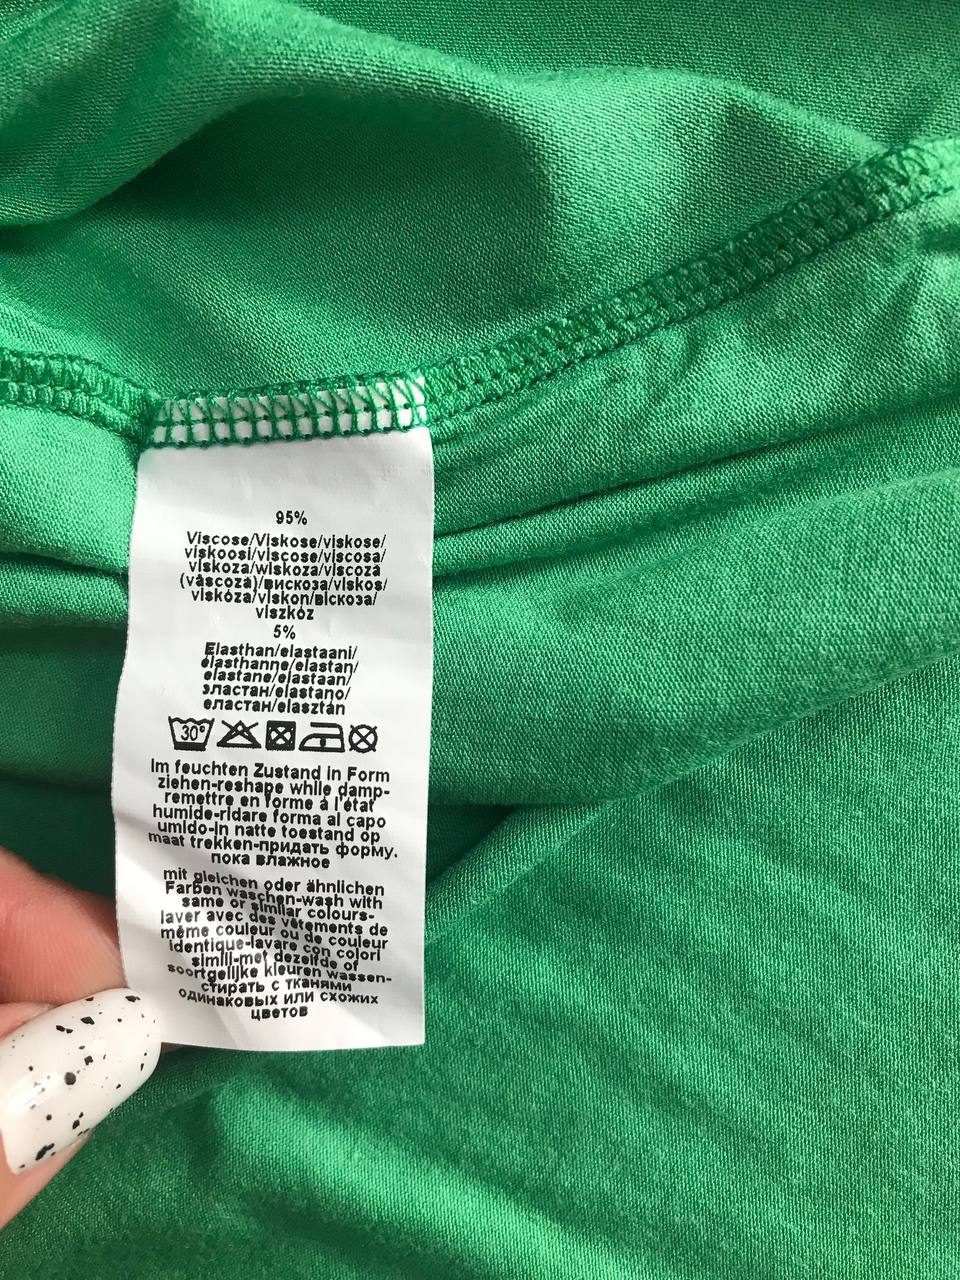 95%
Viscose/Viskose/viskose/
viskoosi/viscose/viscosa/
viskoza/wiskoza/viscoză
(vâscoză)/вискоза/viskos/
viskóza/viskon/віскоза/
viszkóz
5%
Elasthan/elastaani/
élasthanne/elastan/
elastane/elastaan/
эластан/elastano/
еластан/elasztán
30°
Im feuchten Zustand in Form
ziehen-reshape while damp-
remettre en forme à l'état
humide-ridare forma al capo
umido-in natte toestand op
maat trekken-придать форму.
пока влажное
mit gleichen oder ähnlichen
Farben waschen-wash with
same or similar colours-
laver avec des vêtements de
même couleur ou de couleur
identique-lavare con colori
simili-met dezelfde of
soortgelijke kleuren wassen-
стирать с тканями
одинаковых или схожих
цветов